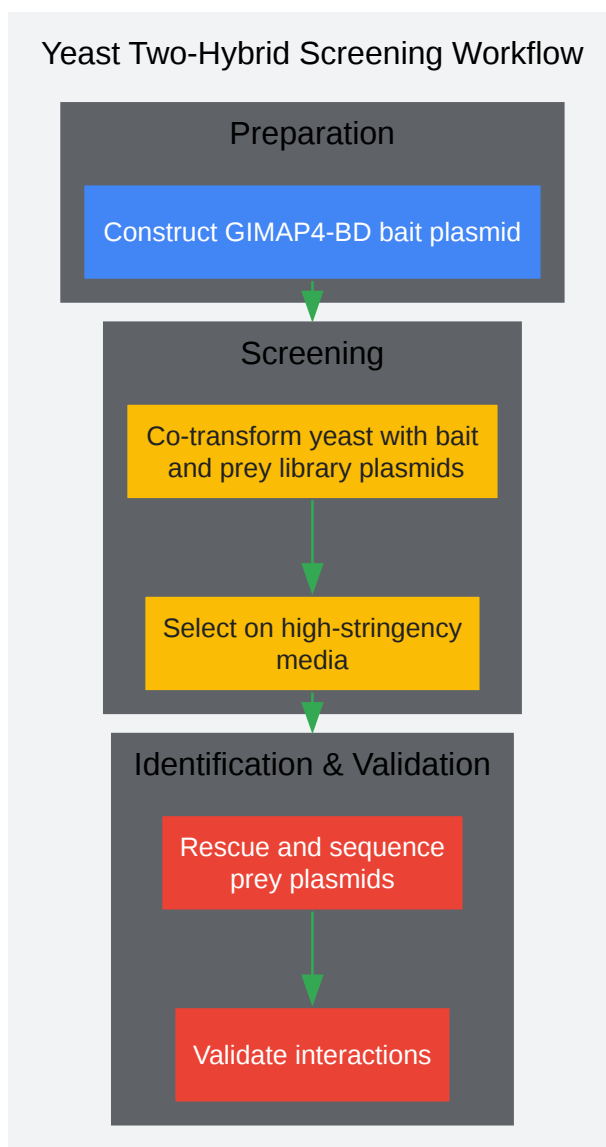 Yeast Two-Hybrid Screening Workflow
Preparation
Construct GIMAP4-BD bait plasmid
Screening
Co-transform yeast with bait
and prey library plasmids
Select on high-stringency
media
Identification & Validation
Rescue and sequence
prey plasmids
Validate interactions